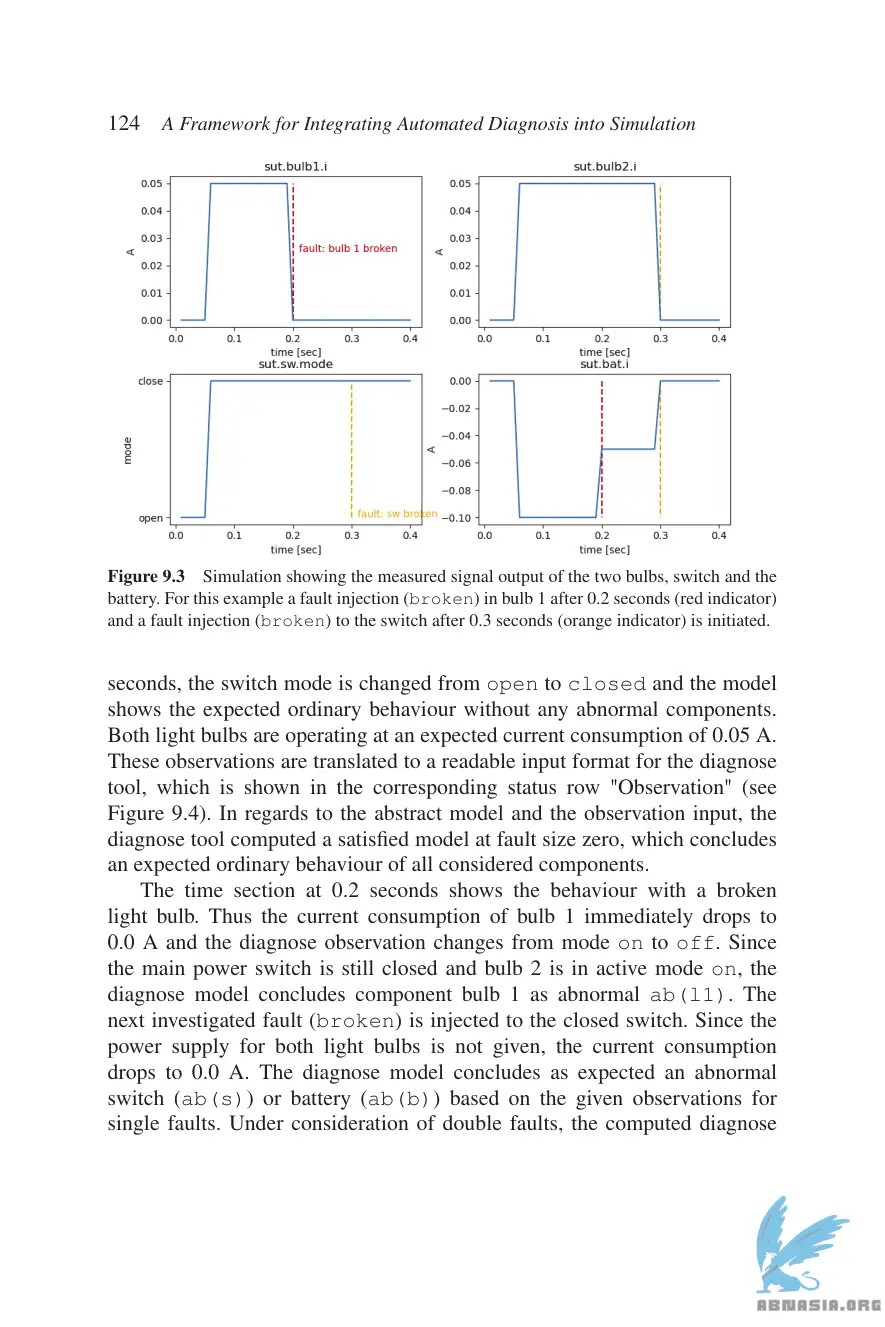 124 A Framework for Integrating Automated Diagnosis into Simulation
sut.bulb1.i
0.05
0.04
0.03
0.02
0.01
0.00
A
fault: bulb 1 broken
0.0 0.1 0.2 0.3 0.4
time [sec]
sut.bulb2.i
0.05
0.04
0.03
0.02
0.01
0.00
A
0.0 0.1 0.2 0.3 0.4
time [sec]
sut.sw.mode
close
open
mode
fault: sw broken
0.0 0.1 0.2 0.3 0.4
time [sec]
sut.bat.i
0.00
−0.02
−0.04
−0.06
−0.08
−0.10
A
0.0 0.1 0.2 0.3 0.4
time [sec]
Figure 9.3 Simulation showing the measured signal output of the two bulbs, switch and the
battery. For this example a fault injection (broken) in bulb 1 after 0.2 seconds (red indicator)
and a fault injection (broken) to the switch after 0.3 seconds (orange indicator) is initiated.
seconds, the switch mode is changed from open to closed and the model
shows the expected ordinary behaviour without any abnormal components.
Both light bulbs are operating at an expected current consumption of 0.05 A.
These observations are translated to a readable input format for the diagnose
tool, which is shown in the corresponding status row "Observation" (see
Figure 9.4). In regards to the abstract model and the observation input, the
diagnose tool computed a satisfied model at fault size zero, which concludes
an expected ordinary behaviour of all considered components.
The time section at 0.2 seconds shows the behaviour with a broken
light bulb. Thus the current consumption of bulb 1 immediately drops to
0.0 A and the diagnose observation changes from mode on to off. Since
the main power switch is still closed and bulb 2 is in active mode on, the
diagnose model concludes component bulb 1 as abnormal ab(l1). The
next investigated fault (broken) is injected to the closed switch. Since the
power supply for both light bulbs is not given, the current consumption
drops to 0.0 A. The diagnose model concludes as expected an abnormal
switch (ab(s)) or battery (ab(b)) based on the given observations for
single faults. Under consideration of double faults, the computed diagnose
ABNASIA.ORG